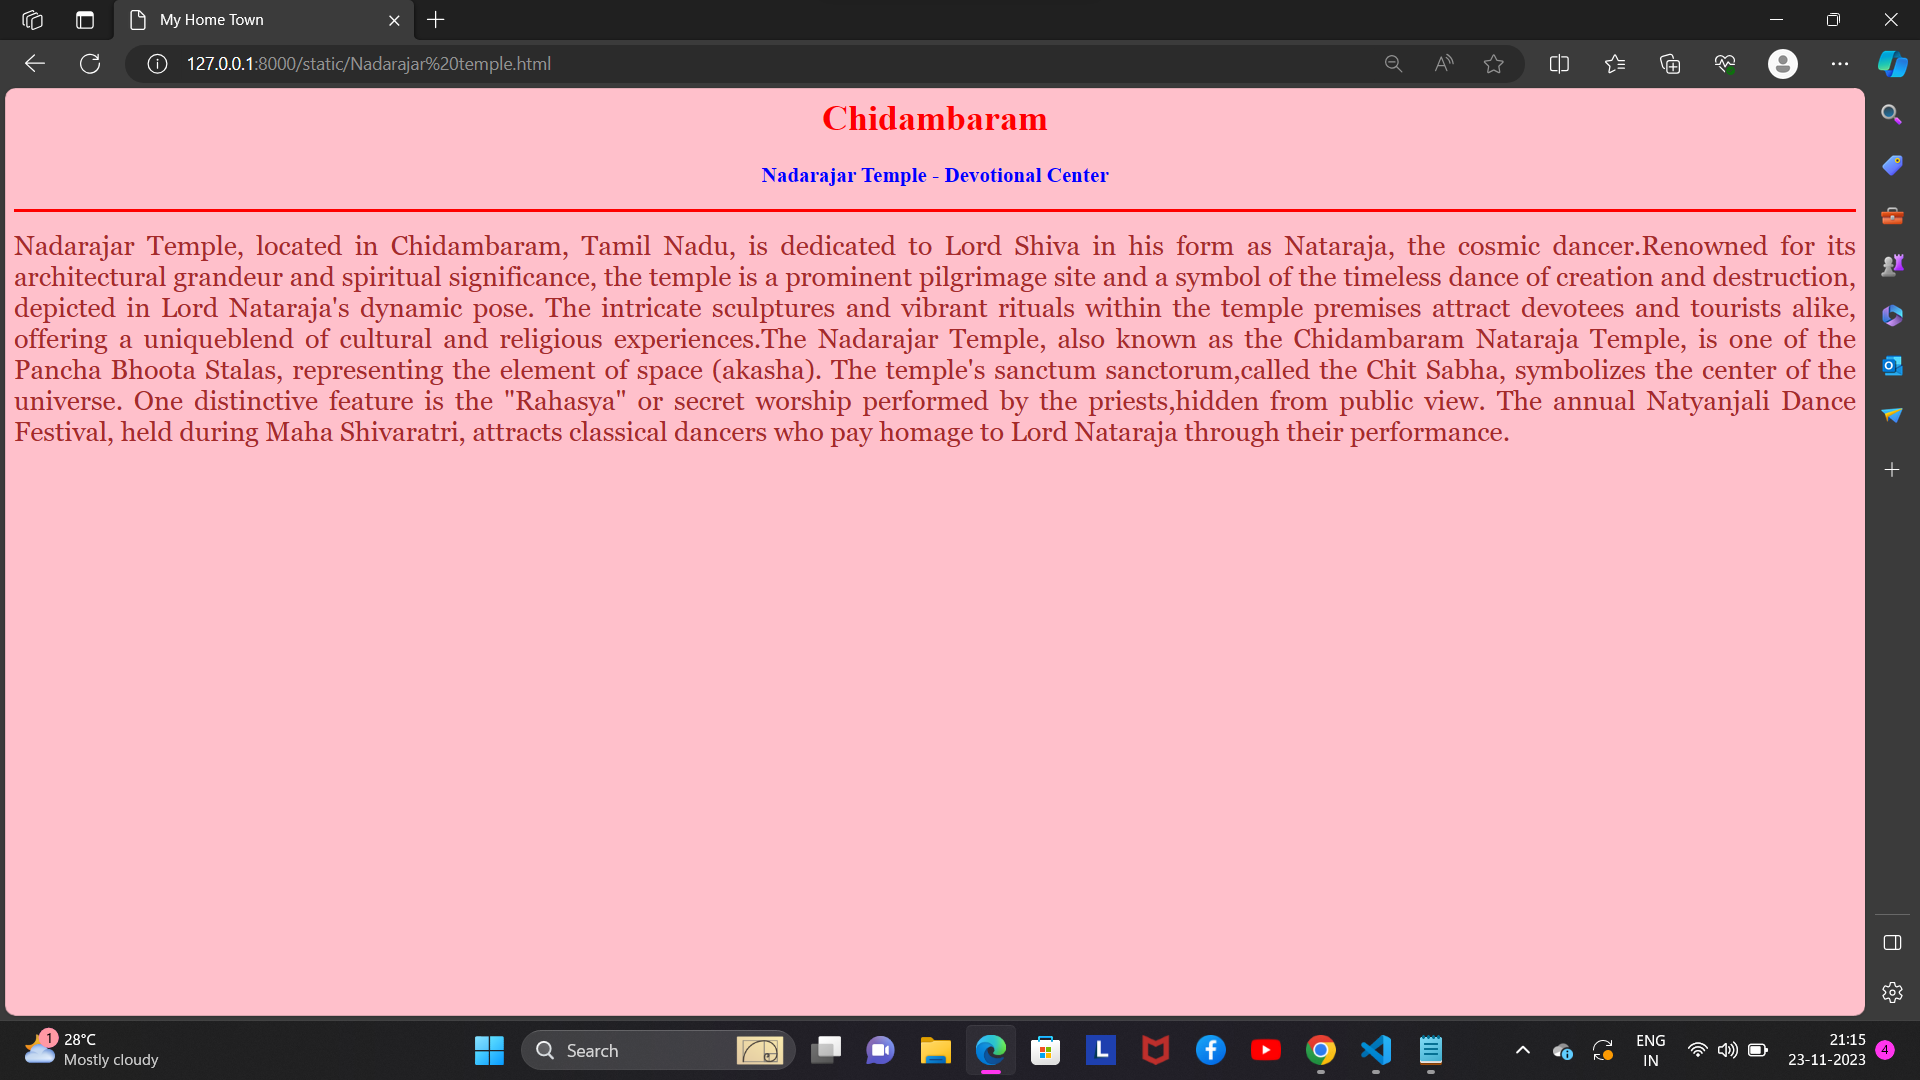 My Home Town
127.0.0.1:8000/static/Nadarajar%20temple.html
Chidambaram
Nadarajar Temple - Devotional Center
Nadarajar Temple, located in Chidambaram, Tamil Nadu, is dedicated to Lord Shiva in his form as Nataraja, the cosmic dancer.Renowned for its
architectural grandeur and spiritual significance, the temple is a prominent pilgrimage site and a symbol of the timeless dance of creation and destruction,
depicted in Lord Nataraja's dynamic pose. The intricate sculptures and vibrant rituals within the temple premises attract devotees and tourists alike,
offering a uniqueblend of cultural and religious experiences.The Nadarajar Temple, also known as the Chidambaram Nataraja Temple, is one of the
Pancha Bhoota Stalas, representing the element of space (akasha). The temple's sanctum sanctorum,called the Chit Sabha, symbolizes the center of the
universe. One distinctive feature is the "Rahasya" or secret worship performed by the priests,hidden from public view. The annual Natyanjali Dance
Festival, held during Maha Shivaratri, attracts classical dancers who pay homage to Lord Nataraja through their performance.
1
28°C
Mostly cloudy
Search
L
ENG
IN
21:15
23-11-2023
4